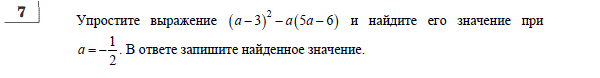 7
Упростите выражение (a−3)²−a(5a−6) и найдите его значение при
a=−1/2. В ответе запишите найденное значение.